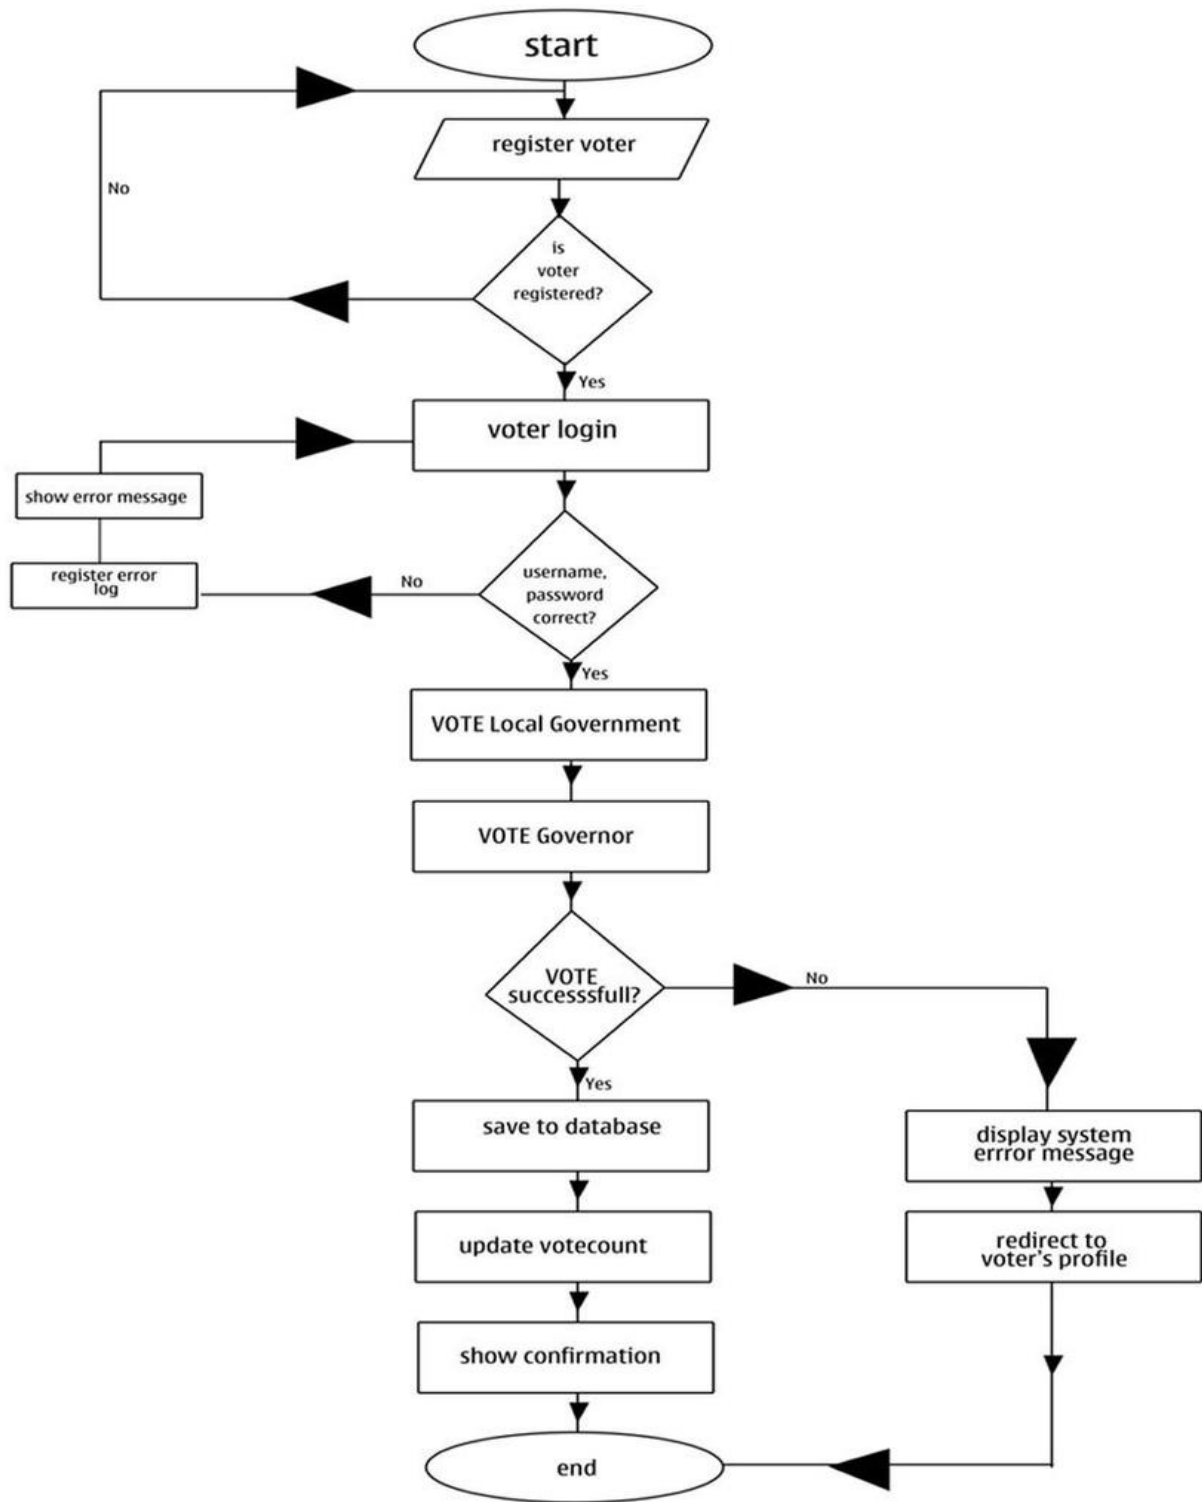 start
register voter
No
is
voter
registered?
Yes
voter login
show error message
register error
log
No
username,
password
correct?
Yes
VOTE Local Government
VOTE Governor
VOTE
successsfull?
No
Yes
save to database
display system
errror message
update votecount
redirect to
voter's profile
show confirmation
end